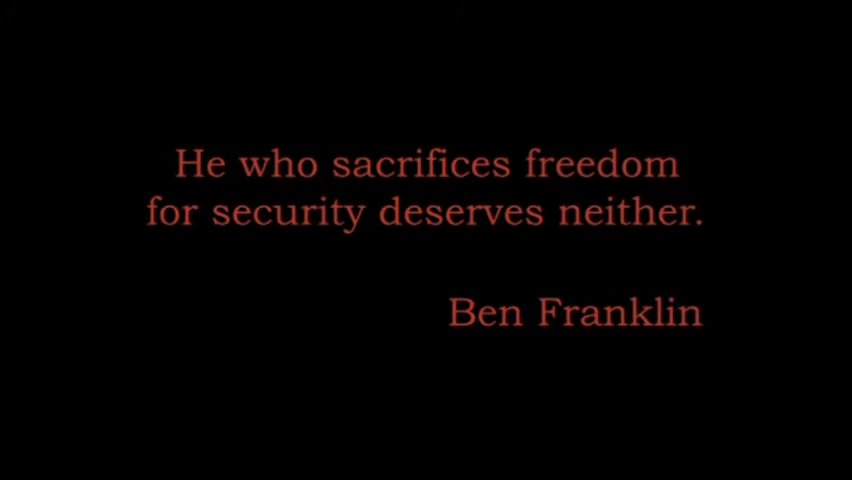 He who sacrifices freedom
for security deserves neither.
Ben Franklin